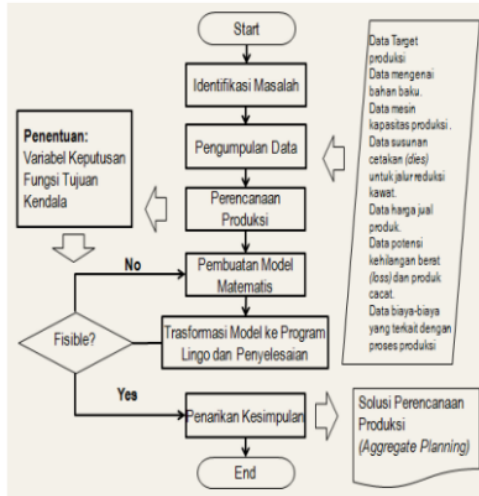 Start
Identifikasi Masalah
Pengumpulan Data
Perencanaan
Produksi
Pembuatan Model
Matematis
Trasformasi Model ke Program
Lingo dan Penyelesaian
Fisible?
No
Yes
Penarikan Kesimpulan
End
Penentuan:
Variabel Keputusan
Fungsi Tujuan
Kendala
Data Target
produksi
Data mengenai
bahan baku.
Data mesin
kapasitas produksi.
Data susunan
cetakan (dies)
untuk jalur reduksi
kawat.
Data harga jual
produk.
Data potensi
kehilangan berat
(loss) dan produk
cacat.
Data biaya-biaya
yang terkait dengan
proses produksi
Solusi Perencanaan
Produksi
(Aggregate Planning)